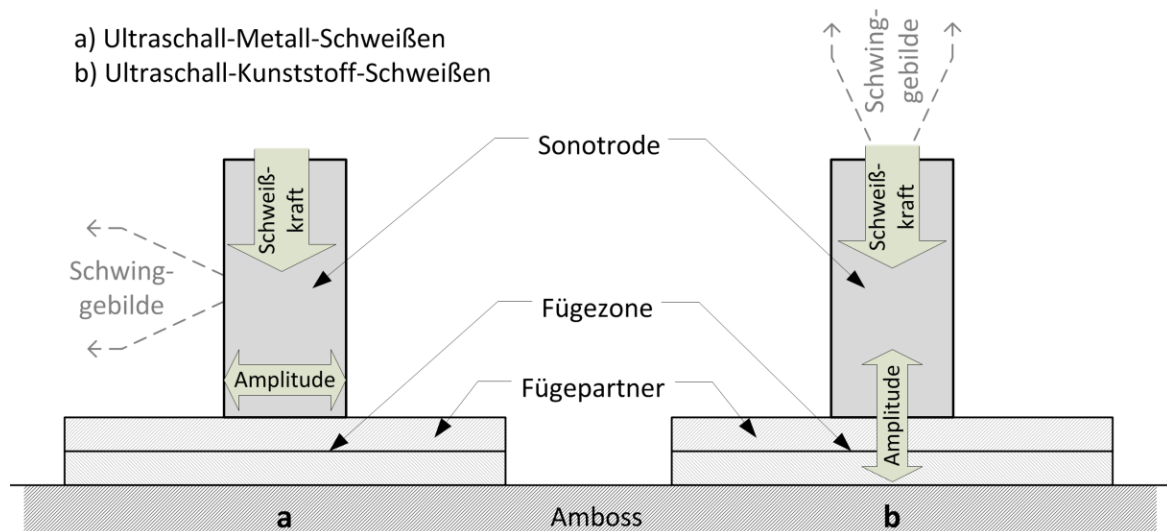 a) Ultraschall-Metall-Schweißen
b) Ultraschall-Kunststoff-Schweißen
Schwing-
gebilde
Sonotrode
Schweiß-
kraft
Schweiß-
kraft
Schwing-
gebilde
Fügezone
Amplitude
Fügepartner
Amplitude
a
Amboss
b